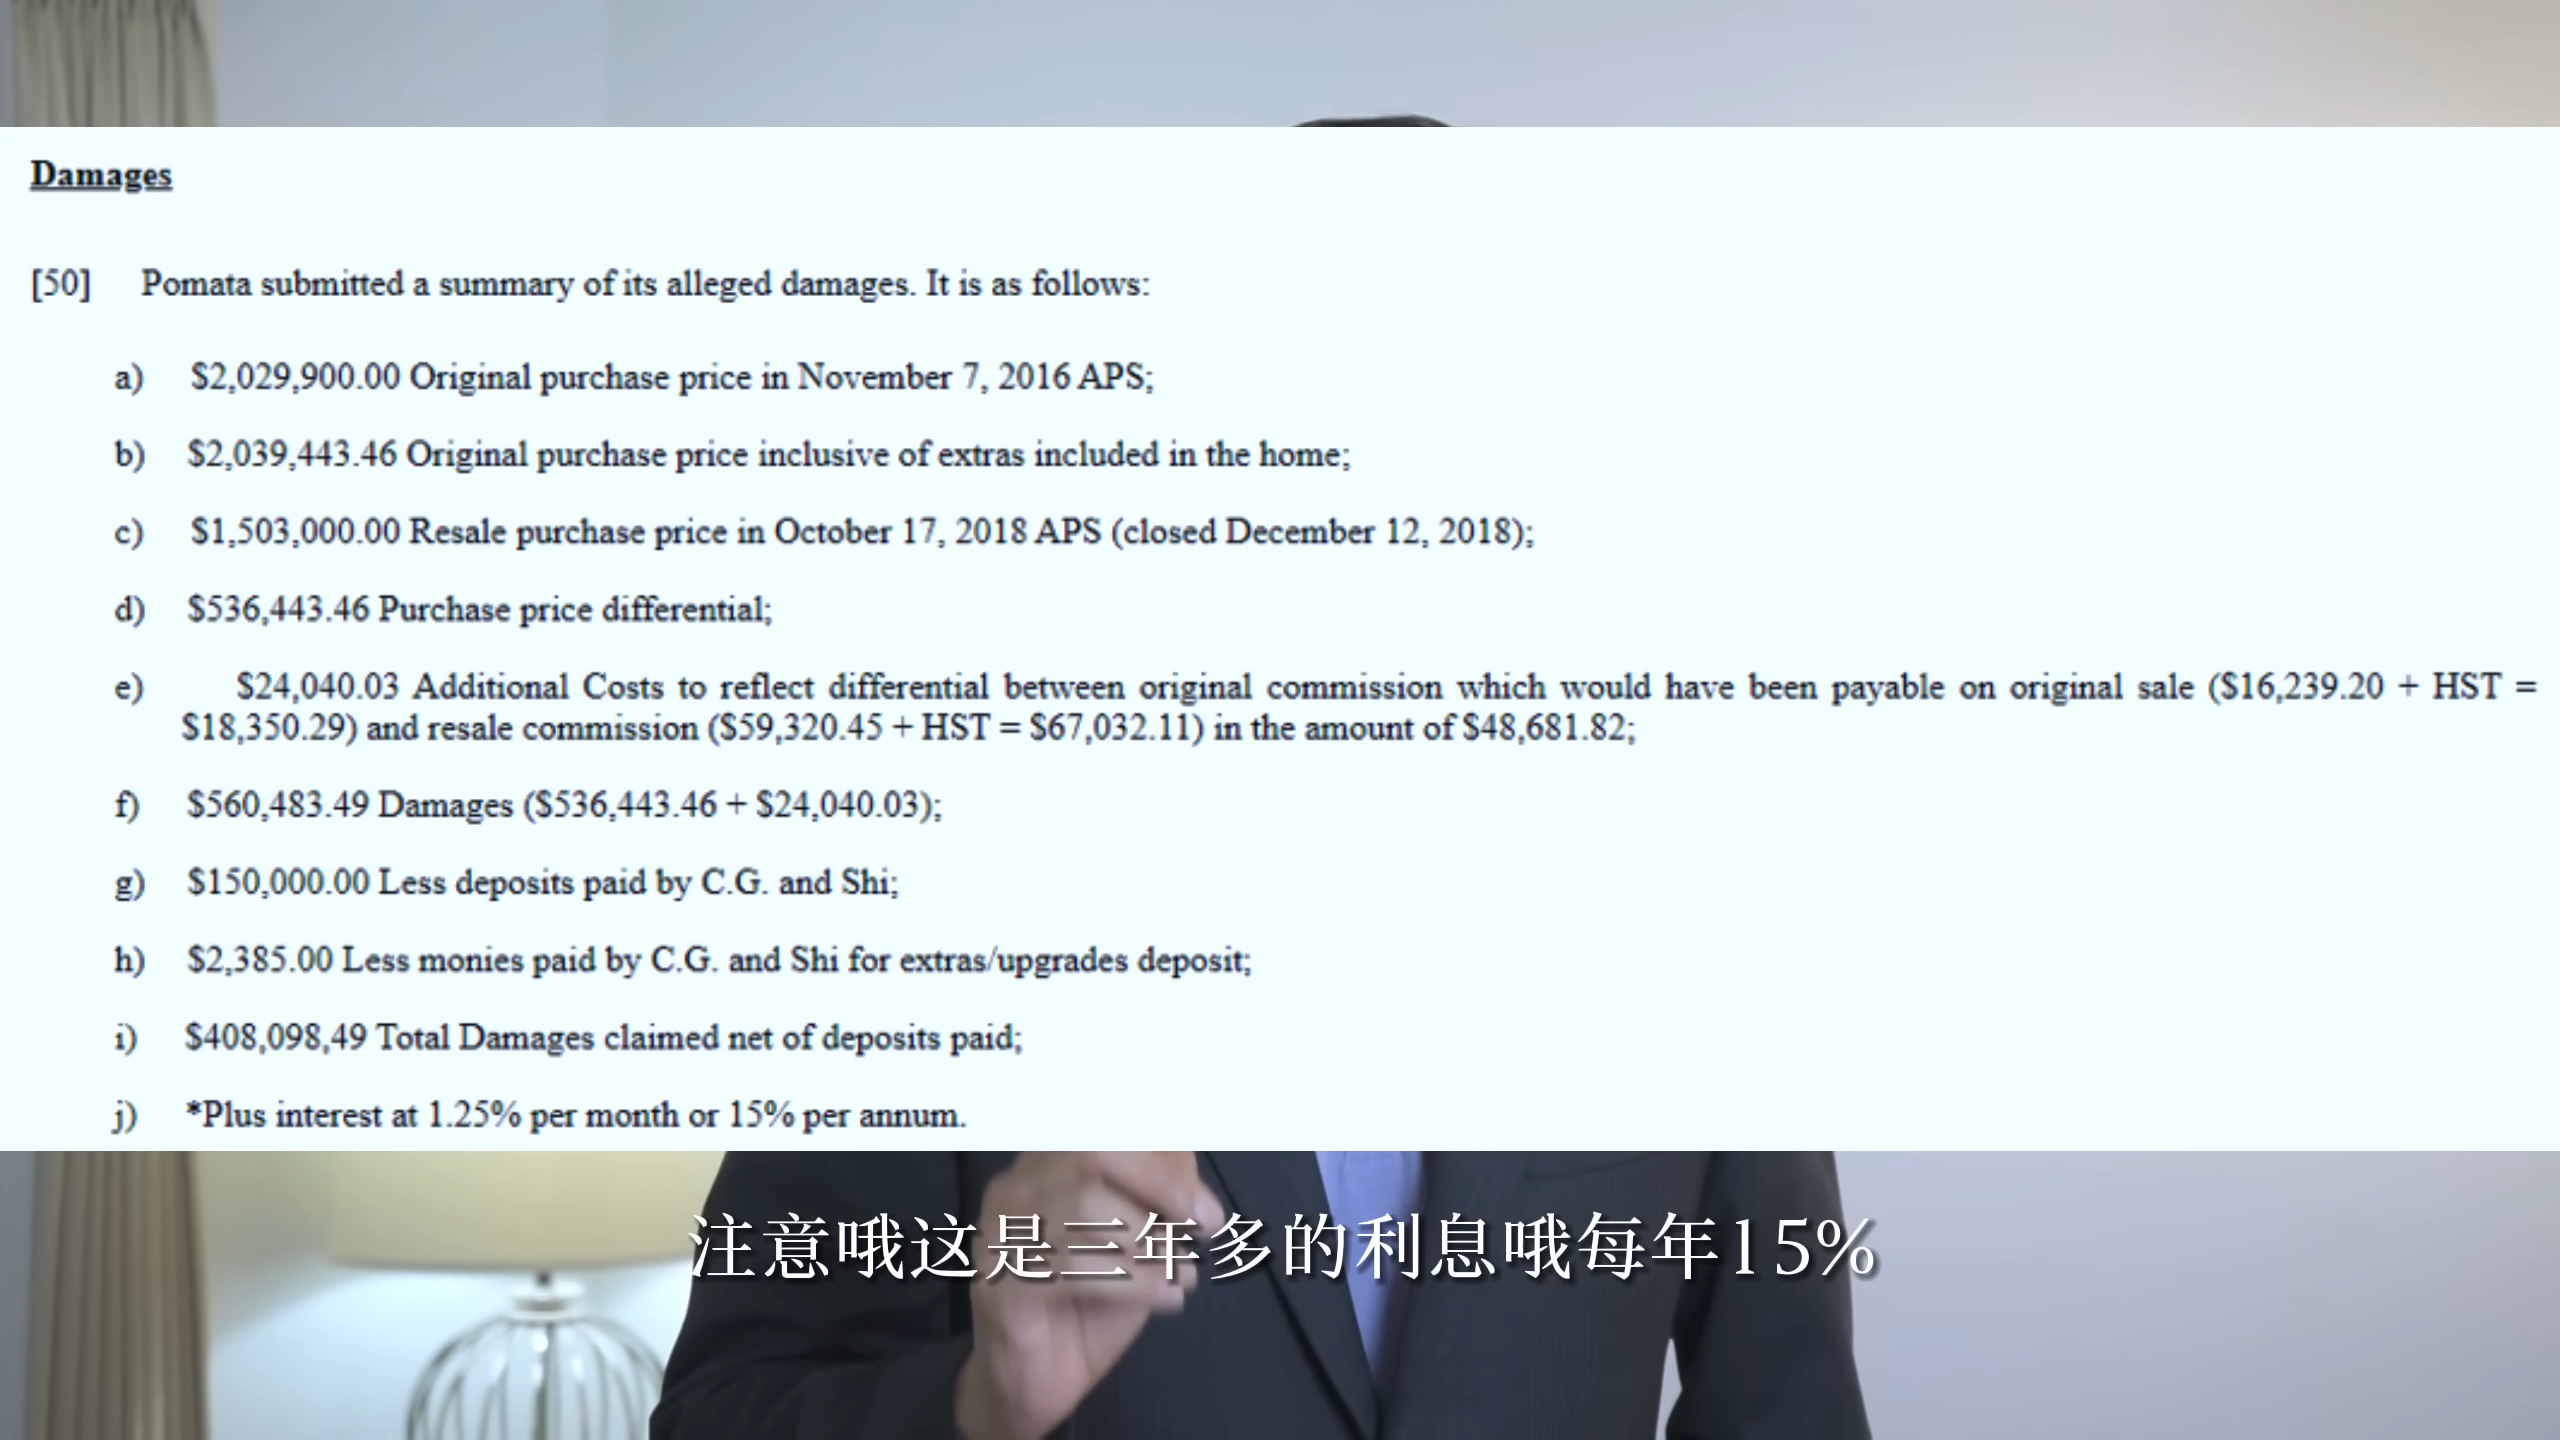 Damages
[50] Pomata submitted a summary of its alleged damages. It is as follows:
a) $2,029,900.00 Original purchase price in November 7, 2016 APS;
b) $2,039,443.46 Original purchase price inclusive of extras included in the home;
c) $1,503,000.00 Resale purchase price in October 17, 2018 APS (closed December 12, 2018);
d) $536,443.46 Purchase price differential;
e) $24,040.03 Additional Costs to reflect differential between original commission which would have been payable on original sale ($16,239.20 + HST =
$18,350.29) and resale commission ($59,320.45 + HST = $67,032.11) in the amount of $48,681.82;
f) $560,483.49 Damages ($536,443.46 + $24,040.03);
g) $150,000.00 Less deposits paid by C.G. and Shi;
h) $2,385.00 Less monies paid by C.G. and Shi for extras/upgrades deposit;
i) $408,098,49 Total Damages claimed net of deposits paid;
j) *Plus interest at 1.25% per month or 15% per annum.
注意哦这是三年多的利息哦每年15%